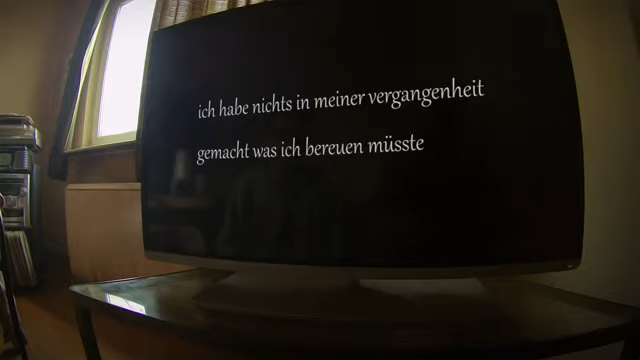 ich habe nichts in meiner vergangenheit
gemacht was ich bereuen müsste